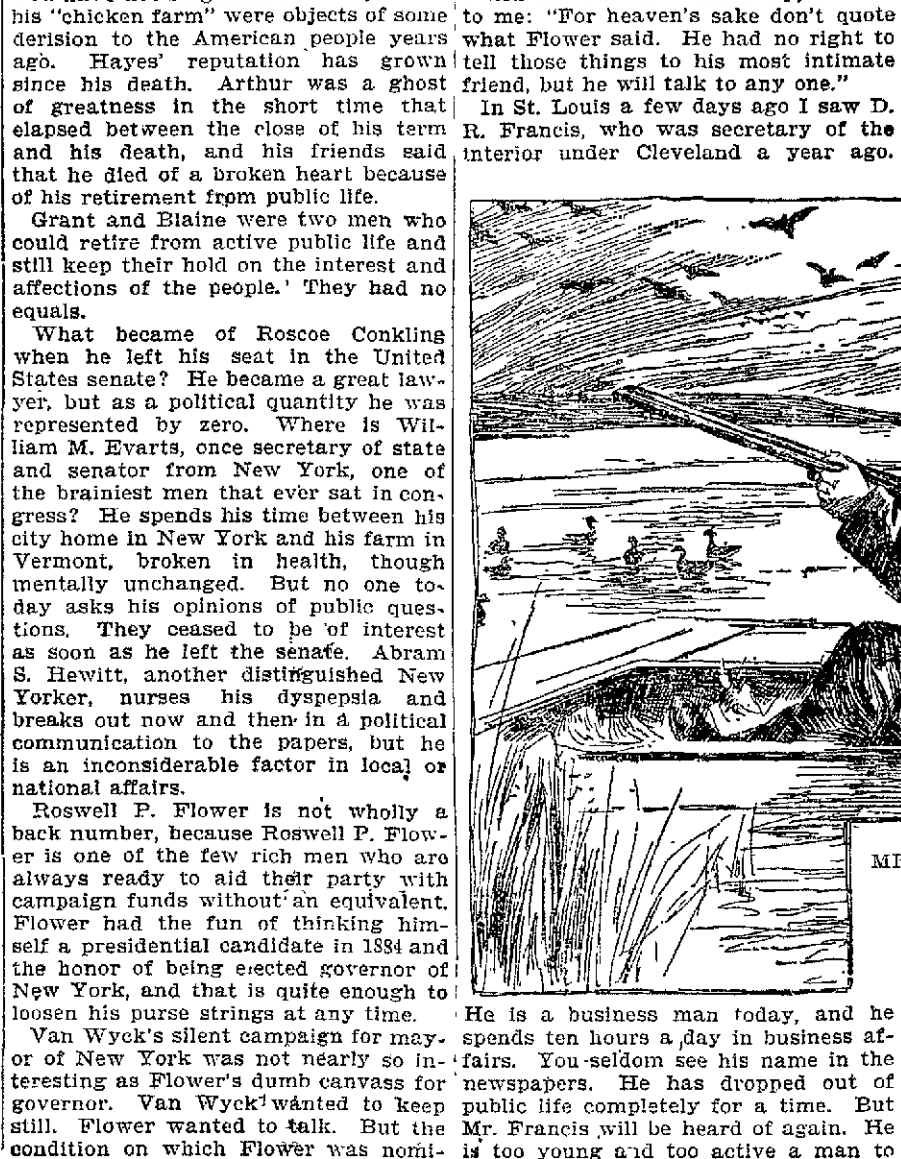 his "chicken farm" were objects of some
derision to the American people years
ago. Hayes' reputation has grown
since his death. Arthur was a ghost
of greatness in the short time that
elapsed between the close of his term
and his death, and his friends said
that he died of a broken heart because
of his retirement from public life.
Grant and Blaine were two men who
could retire from active public life and
still keep their hold on the interest and
affections of the people. They had no
equals.
What became of Roscoe Conkling
when he left his seat in the United
States senate? He became a great law-
yer, but as a political quantity he was
represented by zero. Where is Wil-
liam M. Evarts, once secretary of state
and senator from New York, one of
the brainiest men that ever sat in con-
gress? He spends his time between his
city home in New York and his farm in
Vermont, broken in health, though
mentally unchanged. But no one to-
day asks his opinions of public ques-
tions. They ceased to be of interest
as soon as he left the senate. Abram
S. Hewitt, another distinguished New
Yorker, nurses his dyspepsia and
breaks out now and then in a political
communication to the papers, but he
is an inconsiderable factor in local or
national affairs.
Roswell P. Flower is not wholly a
back number, because Roswell P. Flow-
er is one of the few rich men who are
always ready to aid their party with
campaign funds without an equivalent.
Flower had the fun of thinking him-
self a presidential candidate in 1884 and
the honor of being elected governor of
New York, and that is quite enough to
loosen his purse strings at any time.
Van Wyck's silent campaign for may-
or of New York was not nearly so in-
teresting as Flower's dumb canvass for
governor. Van Wyck wanted to keep
still. Flower wanted to talk. But the
condition on which Flower was nomi-
to me: "For heaven's sake don't quote
what Flower said. He had no right to
tell those things to his most intimate
friend, but he will talk to any one."
In St. Louis a few days ago I saw D.
R. Francis, who was secretary of the
interior under Cleveland a year ago.
He is a business man today, and he
spends ten hours a day in business af-
fairs. You seldom see his name in the
newspapers. He has dropped out of
public life completely for a time. But
Mr. Francis will be heard of again. He
is too young and too active a man to